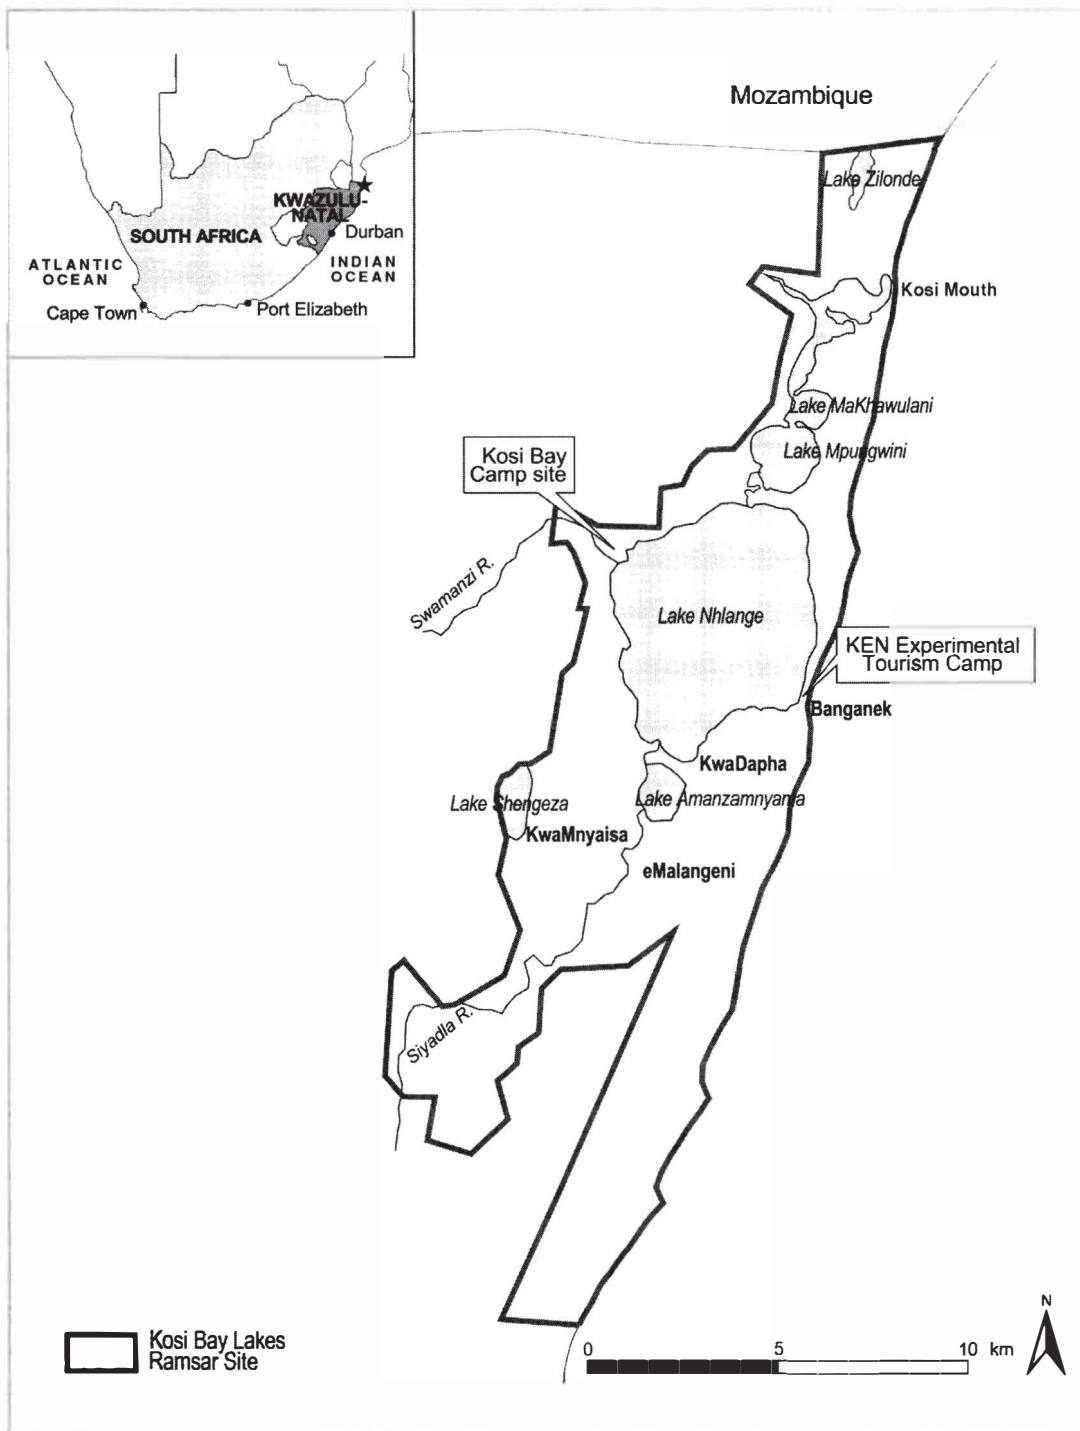 Mozambique
Lake Zilonde
KWAZULU-
NATAL
SOUTH AFRICA
Durban
ATLANTIC
OCEAN
INDIAN
OCEAN
Cape Town
Port Elizabeth
Kosi Mouth
Lake MaKhawulani
Lake Mpungwini
Kosi Bay
Camp site
Swamanzi R.
Lake Nhlange
KEN Experimental
Tourism Camp
Banganek
KwaDapha
Lake Shengeza
Lake Amanzamnyama
KwaMnyaisa
eMalangeni
Siyadla R.
Kosi Bay Lakes
Ramsar Site
0 5 10 km
N